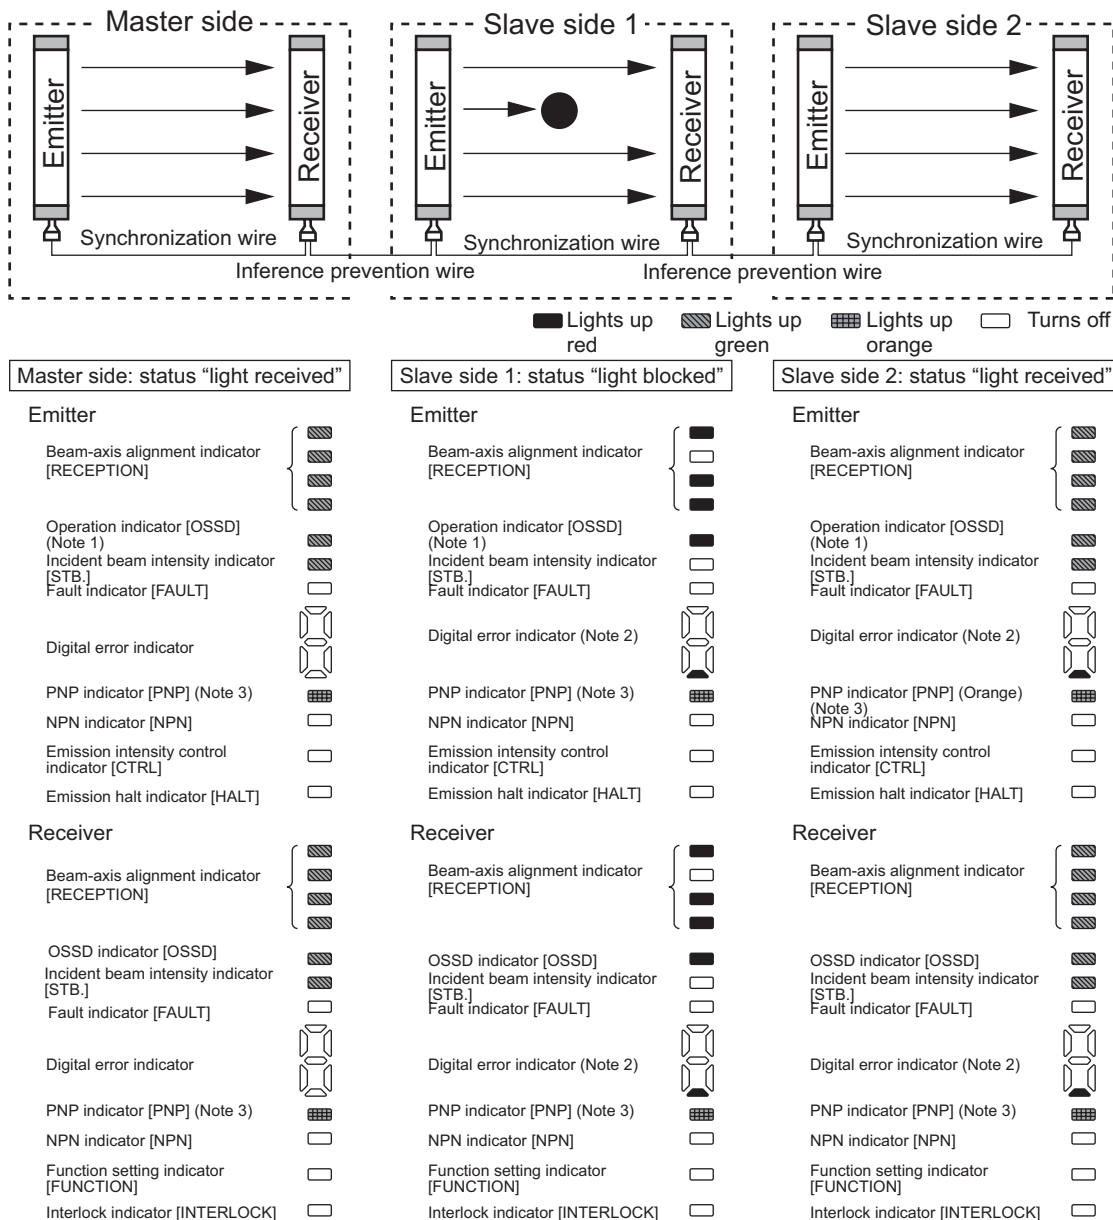 Master side
Slave side 1
Slave side 2
Emitter
Receiver
Emitter
Receiver
Emitter
Receiver
Synchronization wire
Synchronization wire
Synchronization wire
Inference prevention wire
Inference prevention wire
Lights up
red
Lights up
green
Lights up
orange
Turns off
Master side: status “light received”
Emitter
Beam-axis alignment indicator
[RECEPTION]
Operation indicator [OSSD]
(Note 1)
Incident beam intensity indicator
[STB.]
Fault indicator [FAULT]
Digital error indicator
PNP indicator [PNP] (Note 3)
NPN indicator [NPN]
Emission intensity control
indicator [CTRL]
Emission halt indicator [HALT]
Receiver
Beam-axis alignment indicator
[RECEPTION]
OSSD indicator [OSSD]
Incident beam intensity indicator
[STB.]
Fault indicator [FAULT]
Digital error indicator
PNP indicator [PNP] (Note 3)
NPN indicator [NPN]
Function setting indicator
[FUNCTION]
Interlock indicator [INTERLOCK]
Slave side 1: status “light blocked”
Emitter
Beam-axis alignment indicator
[RECEPTION]
Operation indicator [OSSD]
(Note 1)
Incident beam intensity indicator
[STB.]
Fault indicator [FAULT]
Digital error indicator (Note 2)
PNP indicator [PNP] (Note 3)
NPN indicator [NPN]
Emission intensity control
indicator [CTRL]
Emission halt indicator [HALT]
Receiver
Beam-axis alignment indicator
[RECEPTION]
OSSD indicator [OSSD]
Incident beam intensity indicator
[STB.]
Fault indicator [FAULT]
Digital error indicator (Note 2)
PNP indicator [PNP] (Note 3)
NPN indicator [NPN]
Function setting indicator
[FUNCTION]
Interlock indicator [INTERLOCK]
Slave side 2: status “light received”
Emitter
Beam-axis alignment indicator
[RECEPTION]
Operation indicator [OSSD]
(Note 1)
Incident beam intensity indicator
[STB.]
Fault indicator [FAULT]
Digital error indicator (Note 2)
PNP indicator [PNP] (Orange)
(Note 3)
NPN indicator [NPN]
Emission intensity control
indicator [CTRL]
Emission halt indicator [HALT]
Receiver
Beam-axis alignment indicator
[RECEPTION]
OSSD indicator [OSSD]
Incident beam intensity indicator
[STB.]
Fault indicator [FAULT]
Digital error indicator (Note 2)
PNP indicator [PNP] (Note 3)
NPN indicator [NPN]
Function setting indicator
[FUNCTION]
Interlock indicator [INTERLOCK]